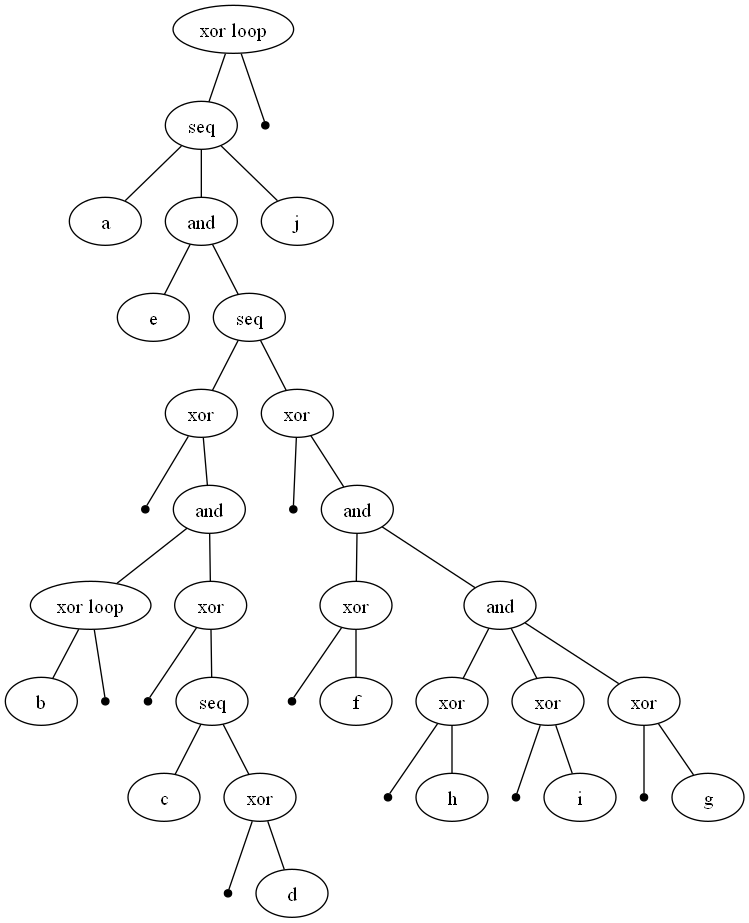 xor loop
seq
a
and
j
e
seq
xor
xor
and
and
xor loop
xor
xor
and
b
seq
f
xor
xor
xor
c
xor
h
i
g
d